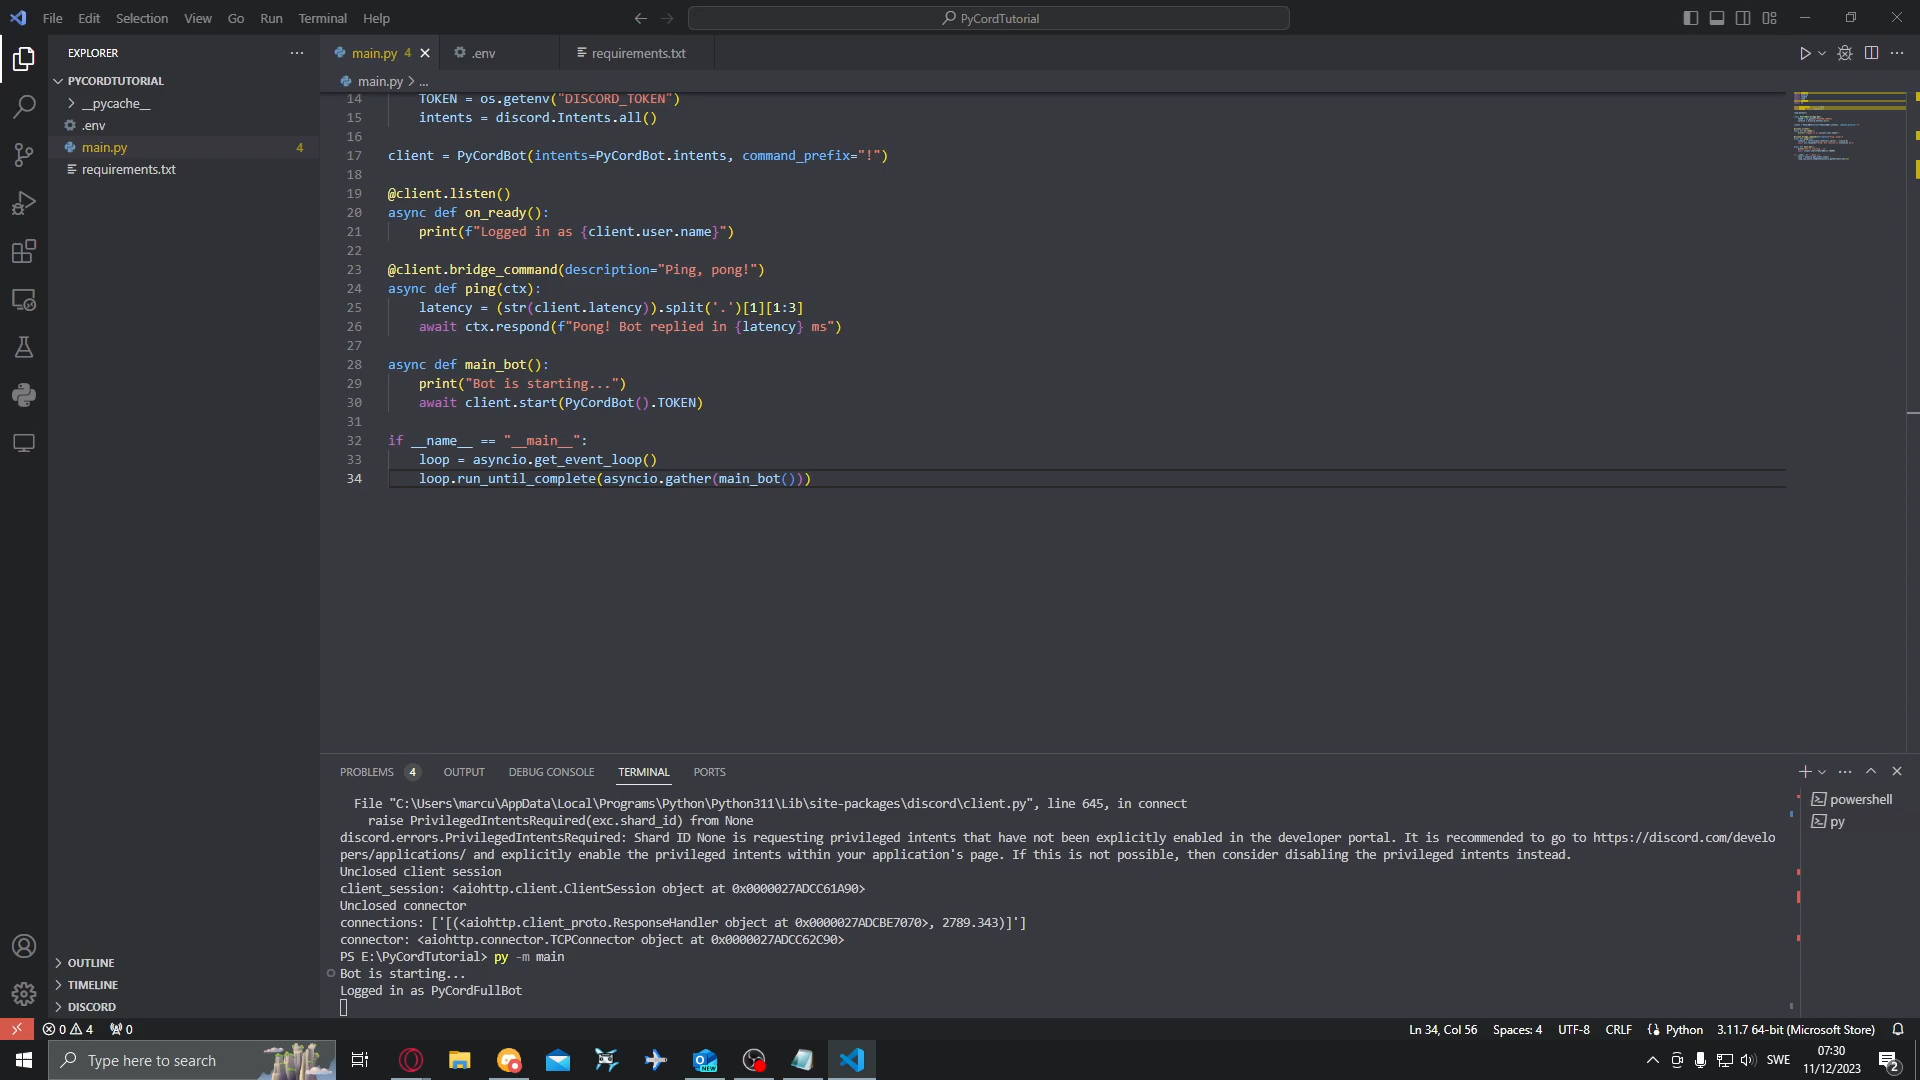 File Edit Selection View Go Run Terminal Help
PyCordTutorial
EXPLORER
PYCORDTUTORIAL
__pycache__
.env
main.py 4
requirements.txt
OUTLINE
TIMELINE
DISCORD
main.py 4 .env requirements.txt
main.py > ...
14 TOKEN = os.getenv("DISCORD_TOKEN")
15 intents = discord.Intents.all()
16
17 client = PyCordBot(intents=PyCordBot.intents, command_prefix="!")
18
19 @client.listen()
20 async def on_ready():
21 print(f"Logged in as {client.user.name}")
22
23 @client.bridge_command(description="Ping, pong!")
24 async def ping(ctx):
25 latency = (str(client.latency)).split('.')[1][1:3]
26 await ctx.respond(f"Pong! Bot replied in {latency} ms")
27
28 async def main_bot():
29 print("Bot is starting...")
30 await client.start(PyCordBot().TOKEN)
31
32 if __name__ == "__main__":
33 loop = asyncio.get_event_loop()
34 loop.run_until_complete(asyncio.gather(main_bot()))
PROBLEMS 4 OUTPUT DEBUG CONSOLE TERMINAL PORTS
File "C:\Users\marcu\AppData\Local\Programs\Python\Python311\Lib\site-packages\discord\client.py", line 645, in connect
raise PrivilegedIntentsRequired(exc.shard_id) from None
discord.errors.PrivilegedIntentsRequired: Shard ID None is requesting privileged intents that have not been explicitly enabled in the developer portal. It is recommended to go to https://discord.com/develo
pers/applications/ and explicitly enable the privileged intents within your application's page. If this is not possible, then consider disabling the privileged intents instead.
Unclosed client session
client_session: <aiohttp.client.ClientSession object at 0x0000027ADCC61A90>
Unclosed connector
connections: ['[(<aiohttp.client_proto.ResponseHandler object at 0x0000027ADCBE7070>, 2789.343)]']
connector: <aiohttp.connector.TCPConnector object at 0x0000027ADCC62C90>
PS E:\PyCordTutorial> py -m main
Bot is starting...
Logged in as PyCordFullBot
powershell
py
0 4 0
Ln 34, Col 56 Spaces: 4 UTF-8 CRLF Python 3.11.7 64-bit (Microsoft Store)
Type here to search
NEW
SWE
07:30
11/12/2023
2